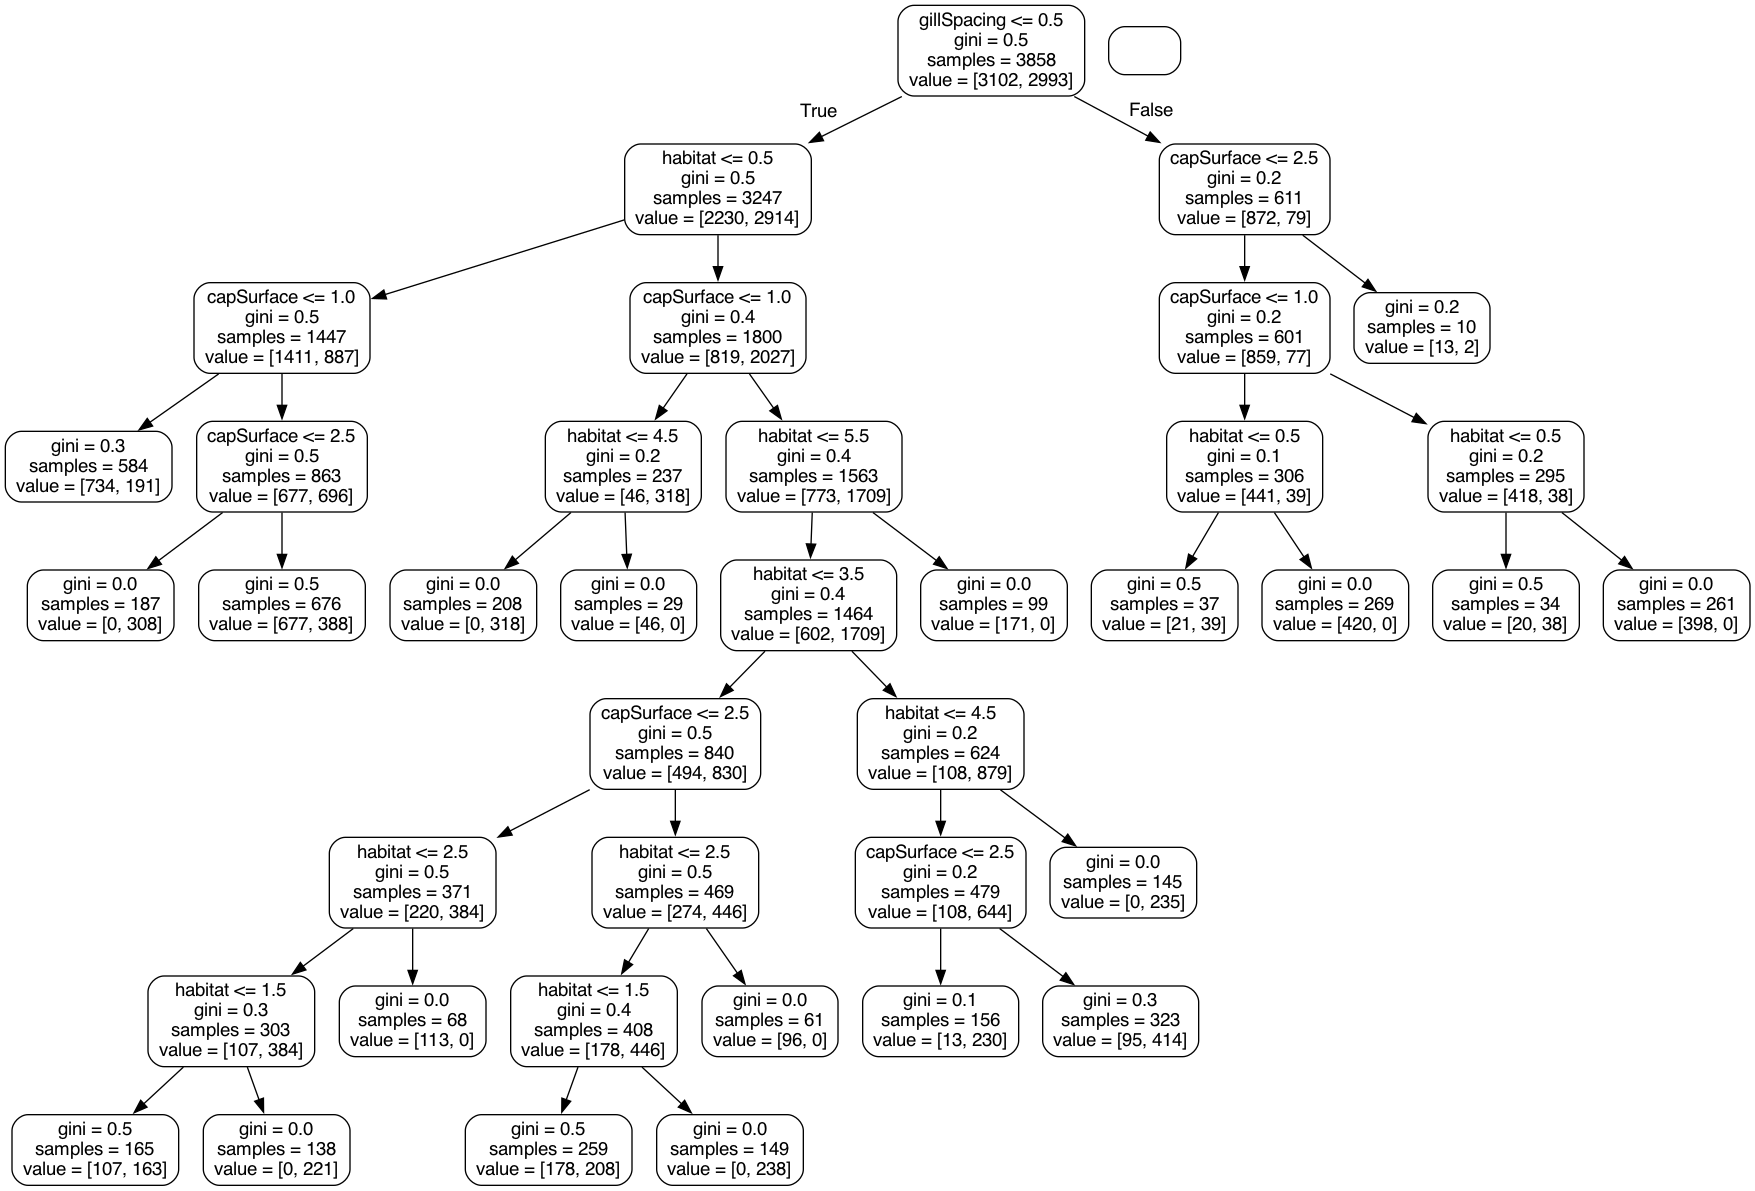 gillSpacing <= 0.5
gini = 0.5
samples = 3858
value = [3102, 2993]
True
False
habitat <= 0.5
gini = 0.5
samples = 3247
value = [2230, 2914]
capSurface <= 2.5
gini = 0.2
samples = 611
value = [872, 79]
capSurface <= 1.0
gini = 0.5
samples = 1447
value = [1411, 887]
capSurface <= 1.0
gini = 0.4
samples = 1800
value = [819, 2027]
capSurface <= 1.0
gini = 0.2
samples = 601
value = [859, 77]
gini = 0.2
samples = 10
value = [13, 2]
gini = 0.3
samples = 584
value = [734, 191]
capSurface <= 2.5
gini = 0.5
samples = 863
value = [677, 696]
habitat <= 4.5
gini = 0.2
samples = 237
value = [46, 318]
habitat <= 5.5
gini = 0.4
samples = 1563
value = [773, 1709]
habitat <= 0.5
gini = 0.1
samples = 306
value = [441, 39]
habitat <= 0.5
gini = 0.2
samples = 295
value = [418, 38]
gini = 0.0
samples = 187
value = [0, 308]
gini = 0.5
samples = 676
value = [677, 388]
gini = 0.0
samples = 208
value = [0, 318]
gini = 0.0
samples = 29
value = [46, 0]
habitat <= 3.5
gini = 0.4
samples = 1464
value = [602, 1709]
gini = 0.0
samples = 99
value = [171, 0]
gini = 0.5
samples = 37
value = [21, 39]
gini = 0.0
samples = 269
value = [420, 0]
gini = 0.5
samples = 34
value = [20, 38]
gini = 0.0
samples = 261
value = [398, 0]
capSurface <= 2.5
gini = 0.5
samples = 840
value = [494, 830]
habitat <= 4.5
gini = 0.2
samples = 624
value = [108, 879]
habitat <= 2.5
gini = 0.5
samples = 371
value = [220, 384]
habitat <= 2.5
gini = 0.5
samples = 469
value = [274, 446]
capSurface <= 2.5
gini = 0.2
samples = 479
value = [108, 644]
gini = 0.0
samples = 145
value = [0, 235]
habitat <= 1.5
gini = 0.3
samples = 303
value = [107, 384]
gini = 0.0
samples = 68
value = [113, 0]
habitat <= 1.5
gini = 0.4
samples = 408
value = [178, 446]
gini = 0.0
samples = 61
value = [96, 0]
gini = 0.1
samples = 156
value = [13, 230]
gini = 0.3
samples = 323
value = [95, 414]
gini = 0.5
samples = 165
value = [107, 163]
gini = 0.0
samples = 138
value = [0, 221]
gini = 0.5
samples = 259
value = [178, 208]
gini = 0.0
samples = 149
value = [0, 238]